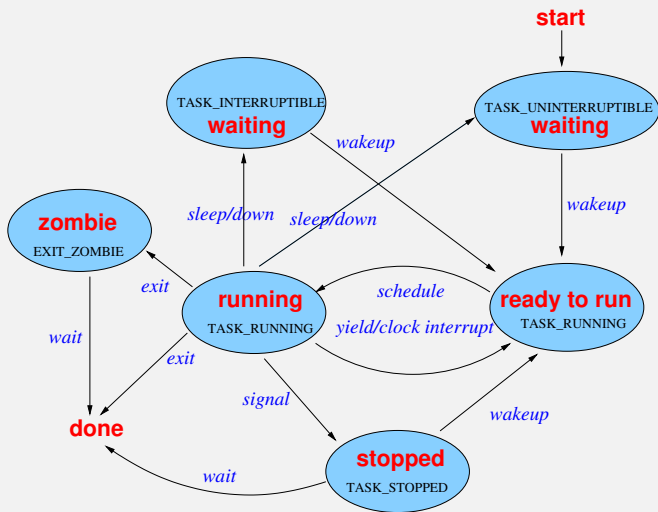 start
TASK_INTERRUPTIBLE
waiting
TASK_UNINTERRUPTIBLE
waiting
wakeup
wakeup
sleep/down
sleep/down
zombie
EXIT_ZOMBIE
exit
running
TASK_RUNNING
schedule
yield/clock interrupt
ready to run
TASK_RUNNING
wait
exit
signal
wakeup
done
wait
stopped
TASK_STOPPED